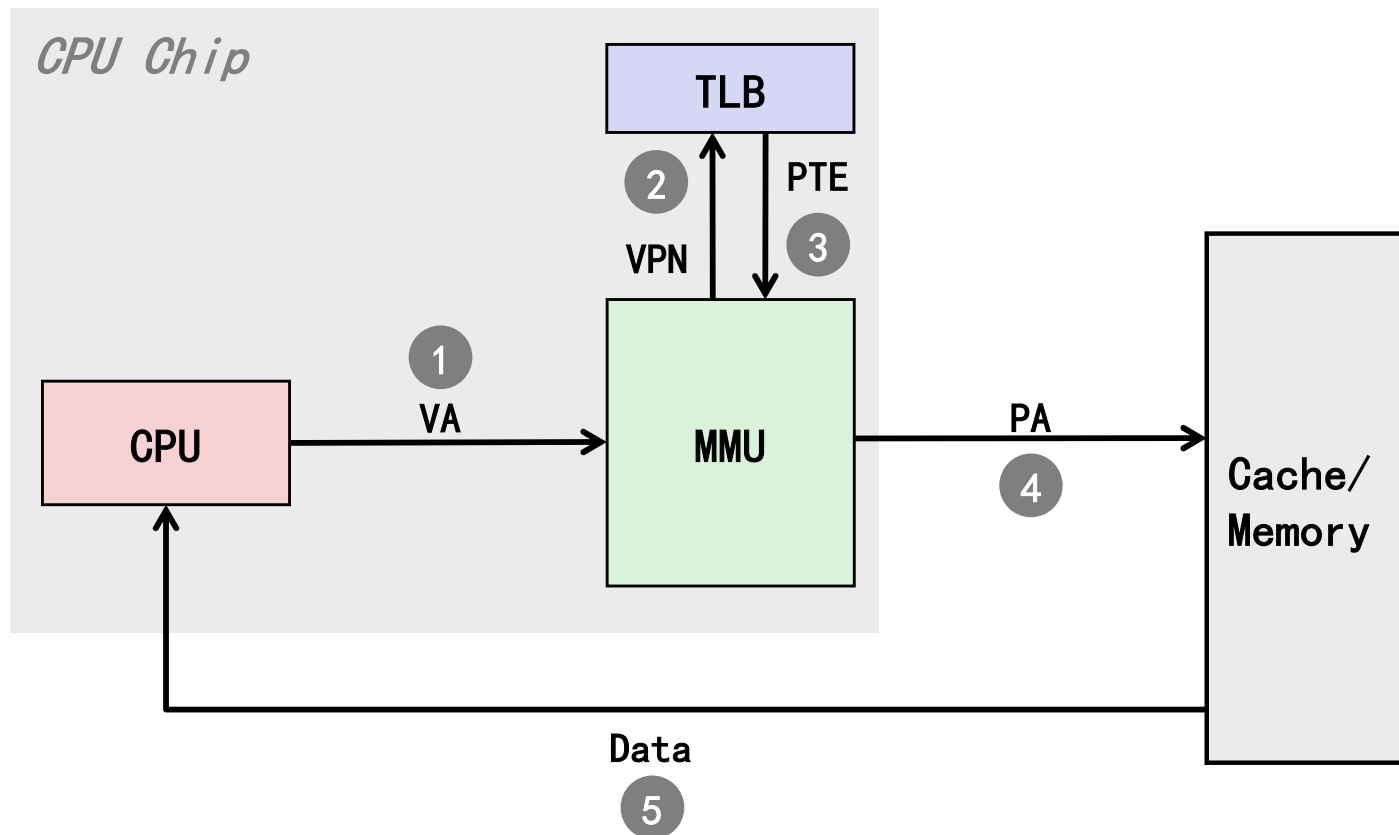 CPU Chip
TLB
2
PTE
VPN
3
1
VA
CPU
MMU
PA
4
Cache/
Memory
Data
5